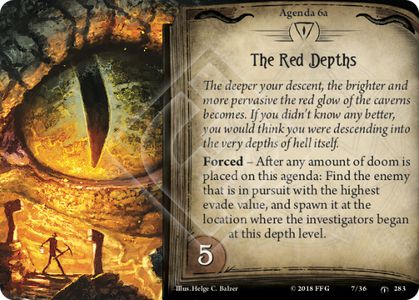 Agenda 6a
The Red Depths
The deeper your descent, the brighter and
more pervasive the red glow of the caverns
becomes. If you didn't know any better,
you would think you were descending into
the very depths of hell itself.
Forced – After any amount of doom is
placed on this agenda: Find the enemy
that is in pursuit with the highest
evade value, and spawn it at the
location where the investigators began
at this depth level.
5
Illus. Helge C. Balzer
© 2018 FFG
7/36
283